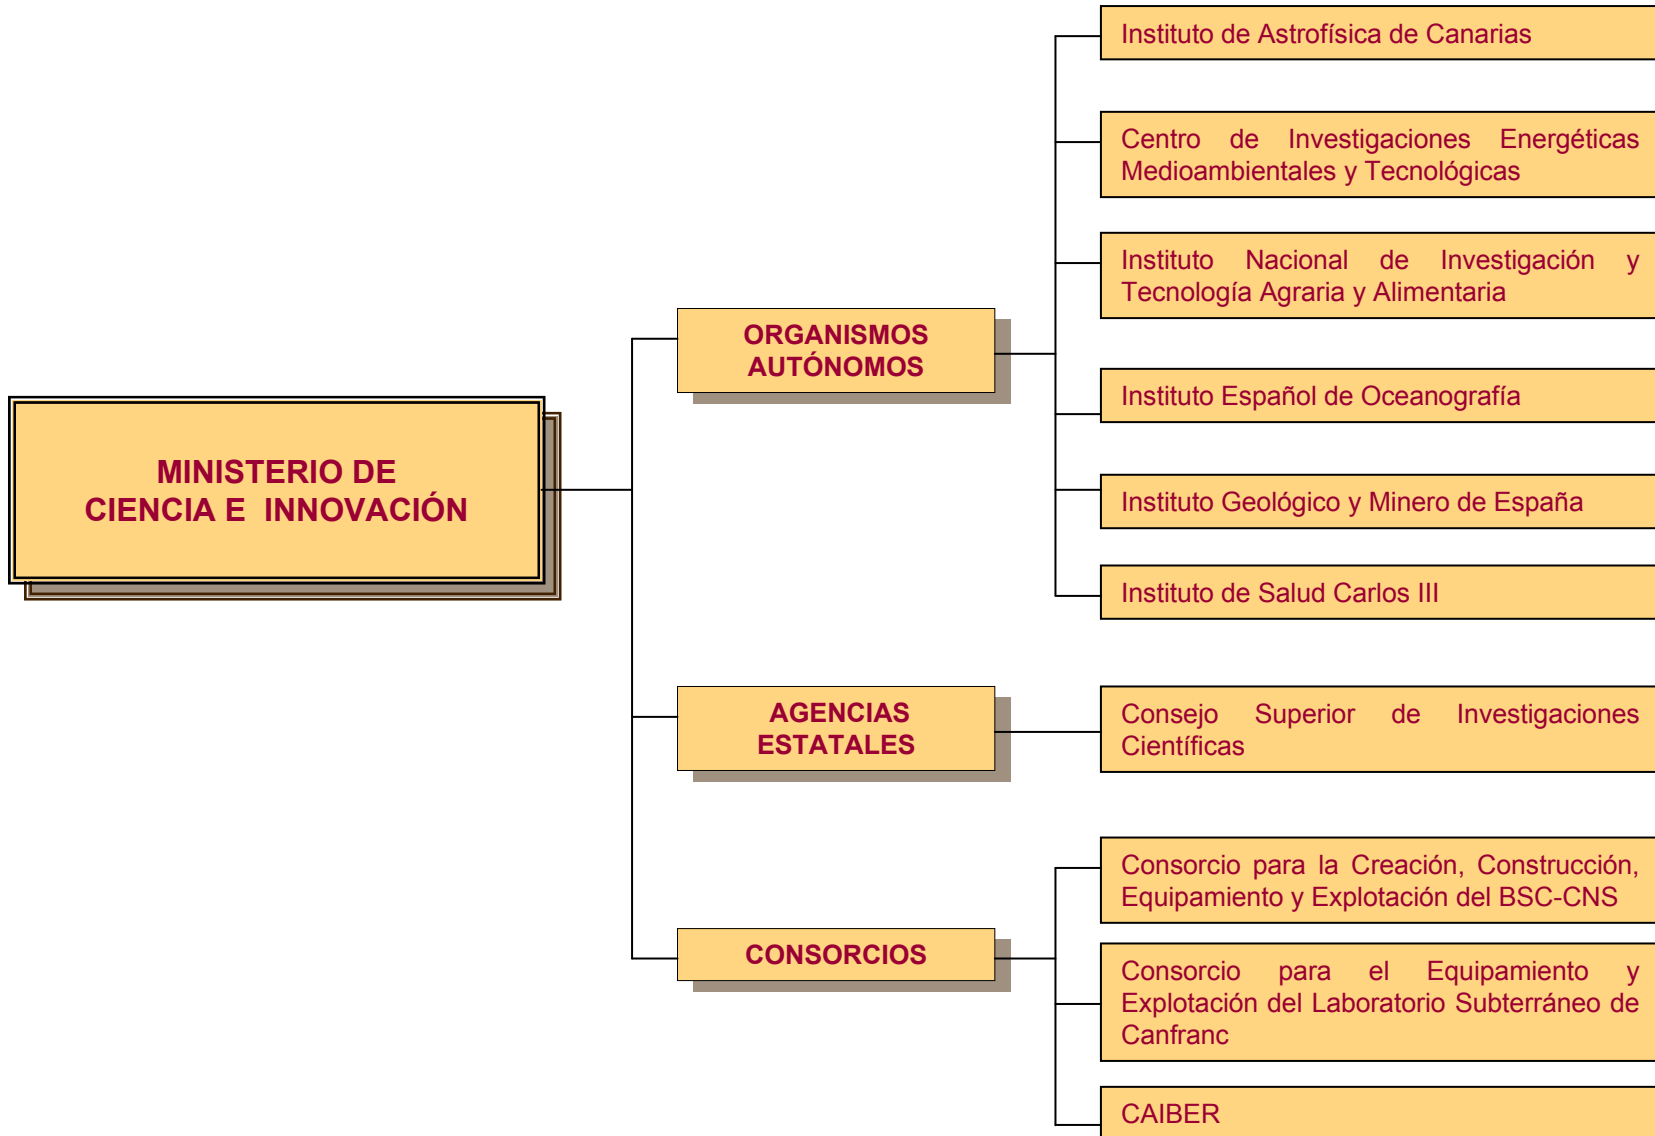 Instituto de Astrofísica de Canarias
Centro de Investigaciones Energéticas
Medioambientales y Tecnológicas
Instituto Nacional de Investigación y
Tecnología Agraria y Alimentaria
ORGANISMOS
AUTÓNOMOS
Instituto Español de Oceanografía
MINISTERIO DE
CIENCIA E INNOVACIÓN
Instituto Geológico y Minero de España
Instituto de Salud Carlos III
AGENCIAS
ESTATALES
Consejo Superior de Investigaciones
Científicas
Consorcio para la Creación, Construcción,
Equipamiento y Explotación del BSC-CNS
CONSORCIOS
Consorcio para el Equipamiento y
Explotación del Laboratorio Subterráneo de
Canfranc
CAIBER